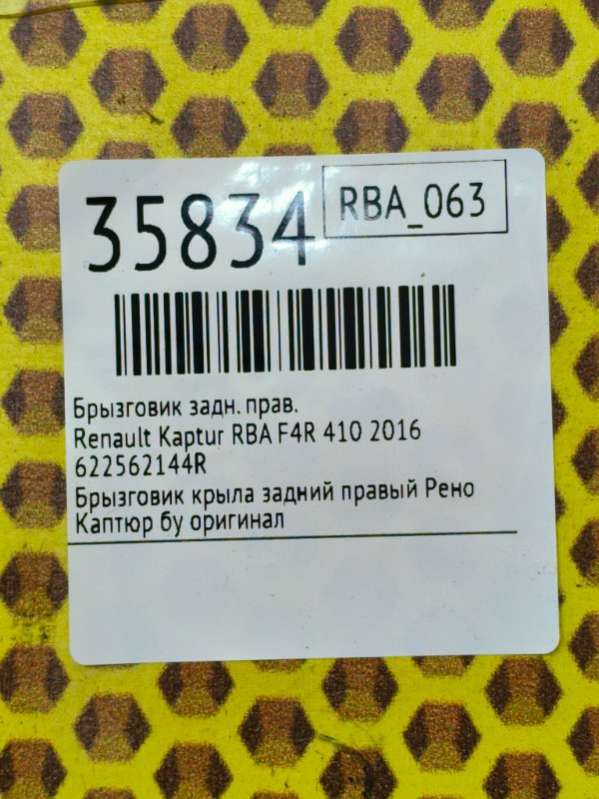 35834
RBA_063
Брызговик задн. прав.
Renault Kaptur RBA F4R 410 2016
622562144R
Брызговик крыла задний правый Рено
Каптюр бу оригинал